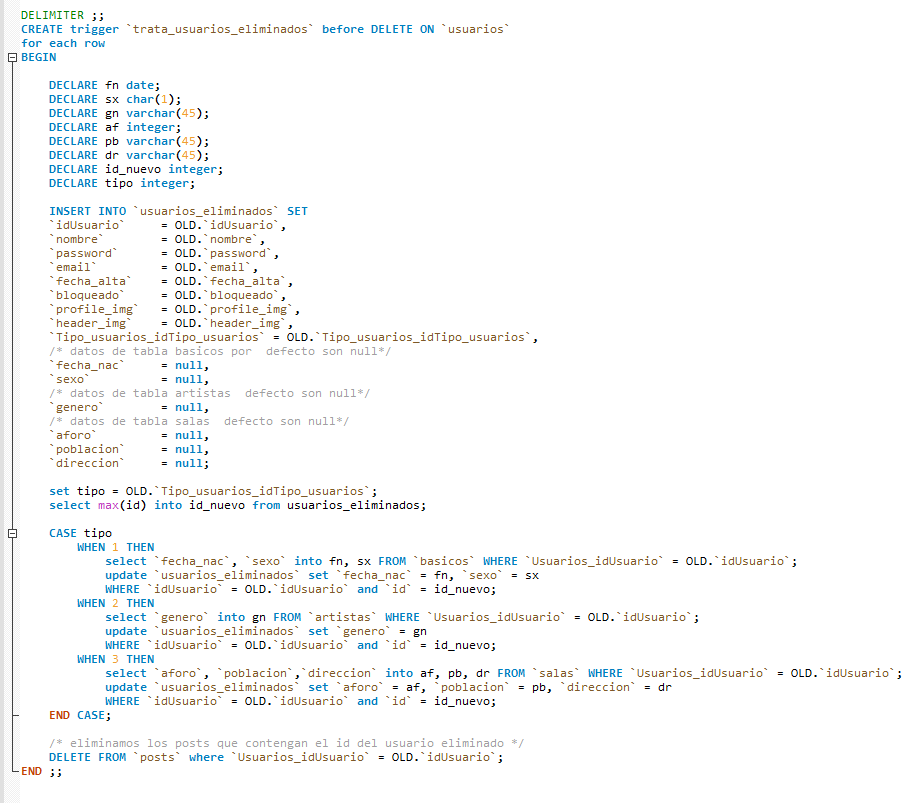 DELIMITER ;;
CREATE trigger `trata_usuarios_eliminados` before DELETE ON `usuarios`
for each row
BEGIN
DECLARE fn date;
DECLARE sx char(1);
DECLARE gn varchar(45);
DECLARE af integer;
DECLARE pb varchar(45);
DECLARE dr varchar(45);
DECLARE id_nuevo integer;
DECLARE tipo integer;
INSERT INTO `usuarios_eliminados` SET
`idUsuario` = OLD.`idUsuario`,
`nombre` = OLD.`nombre`,
`password` = OLD.`password`,
`email` = OLD.`email`,
`fecha_alta` = OLD.`fecha_alta`,
`bloqueado` = OLD.`bloqueado`,
`profile_img` = OLD.`profile_img`,
`header_img` = OLD.`header_img`,
`Tipo_usuarios_idTipo_usuarios` = OLD.`Tipo_usuarios_idTipo_usuarios`,
/* datos de tabla basicos por  defecto son null*/
`fecha_nac` = null,
`sexo` = null,
/* datos de tabla artistas  defecto son null*/
`genero` = null,
/* datos de tabla salas  defecto son null*/
`aforo` = null,
`poblacion` = null,
`direccion` = null;
set tipo = OLD.`Tipo_usuarios_idTipo_usuarios`;
select max(id) into id_nuevo from usuarios_eliminados;
CASE tipo
WHEN 1 THEN
select `fecha_nac`, `sexo` into fn, sx FROM `basicos` WHERE `Usuarios_idUsuario` = OLD.`idUsuario`;
update `usuarios_eliminados` set `fecha_nac` = fn, `sexo` = sx
WHERE `idUsuario` = OLD.`idUsuario` and `id` = id_nuevo;
WHEN 2 THEN
select `genero` into gn FROM `artistas` WHERE `Usuarios_idUsuario` = OLD.`idUsuario`;
update `usuarios_eliminados` set `genero` = gn
WHERE `idUsuario` = OLD.`idUsuario` and `id` = id_nuevo;
WHEN 3 THEN
select `aforo`, `poblacion`,`direccion` into af, pb, dr FROM `salas` WHERE `Usuarios_idUsuario` = OLD.`idUsuario`;
update `usuarios_eliminados` set `aforo` = af, `poblacion` = pb, `direccion` = dr
WHERE `idUsuario` = OLD.`idUsuario` and `id` = id_nuevo;
END CASE;
/* eliminamos los posts que contengan el id del usuario eliminado */
DELETE FROM `posts` where `Usuarios_idUsuario` = OLD.`idUsuario`;
END ;;